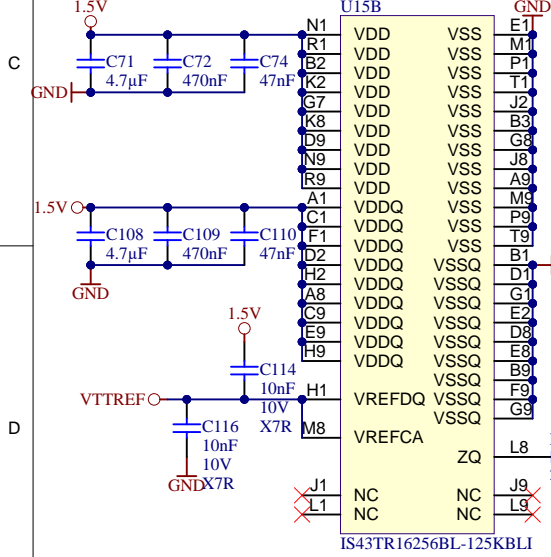 1.5V
U15B
GND
C
C71
4.7µF
C72
470nF
C74
47nF
GND
N1 VDD VSS E1
R1 VDD VSS M1
B2 VDD VSS P1
K2 VDD VSS T1
G7 VDD VSS J2
K8 VDD VSS B3
D9 VDD VSS G8
N9 VDD VSS J8
R9 VDD VSS A9
1.5V
A1 VDDQ VSS M9
C1 VDDQ VSS P9
F1 VDDQ VSS T9
D2 VDDQ VSSQ B1
H2 VDDQ VSSQ D1
A8 VDDQ VSSQ G1
C9 VDDQ VSSQ E2
E9 VDDQ VSSQ D8
H9 VDDQ VSSQ E8
VSSQ B9
C108
4.7µF
C109
470nF
C110
47nF
GND
1.5V
C114
10nF
10V
X7R
VTTREF
H1 VREFDQ VSSQ F9
VSSQ G9
M8 VREFCA
D
C116
10nF
10V
X7R
GND
ZQ L8
J1 NC NC J9
L1 NC NC L9
IS43TR16256BL-125KBLI